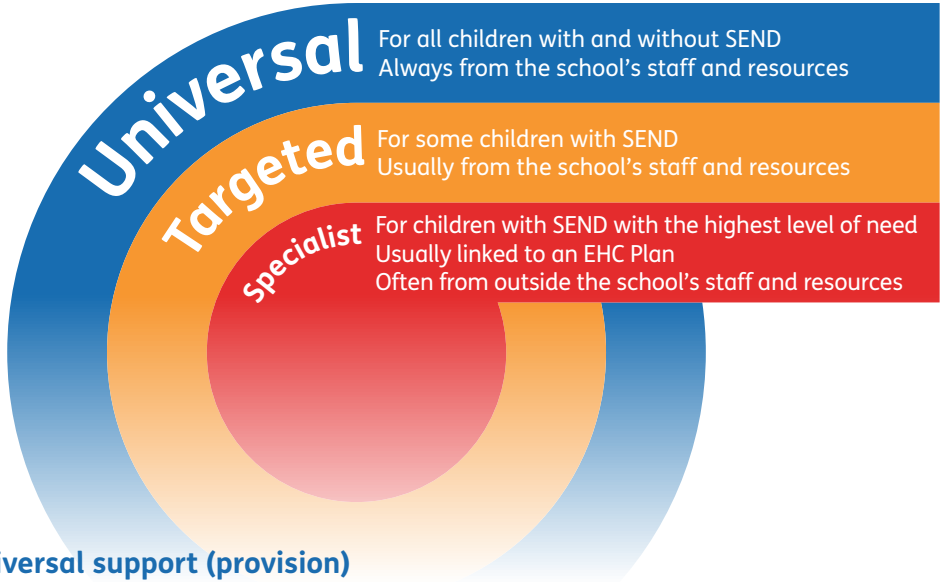 Universal
For all children with and without SEND
Always from the school's staff and resources
Targeted
For some children with SEND
Usually from the school's staff and resources
Specialist
For children with SEND with the highest level of need
Usually linked to an EHC Plan
Often from outside the school's staff and resources
iversal support (provision)